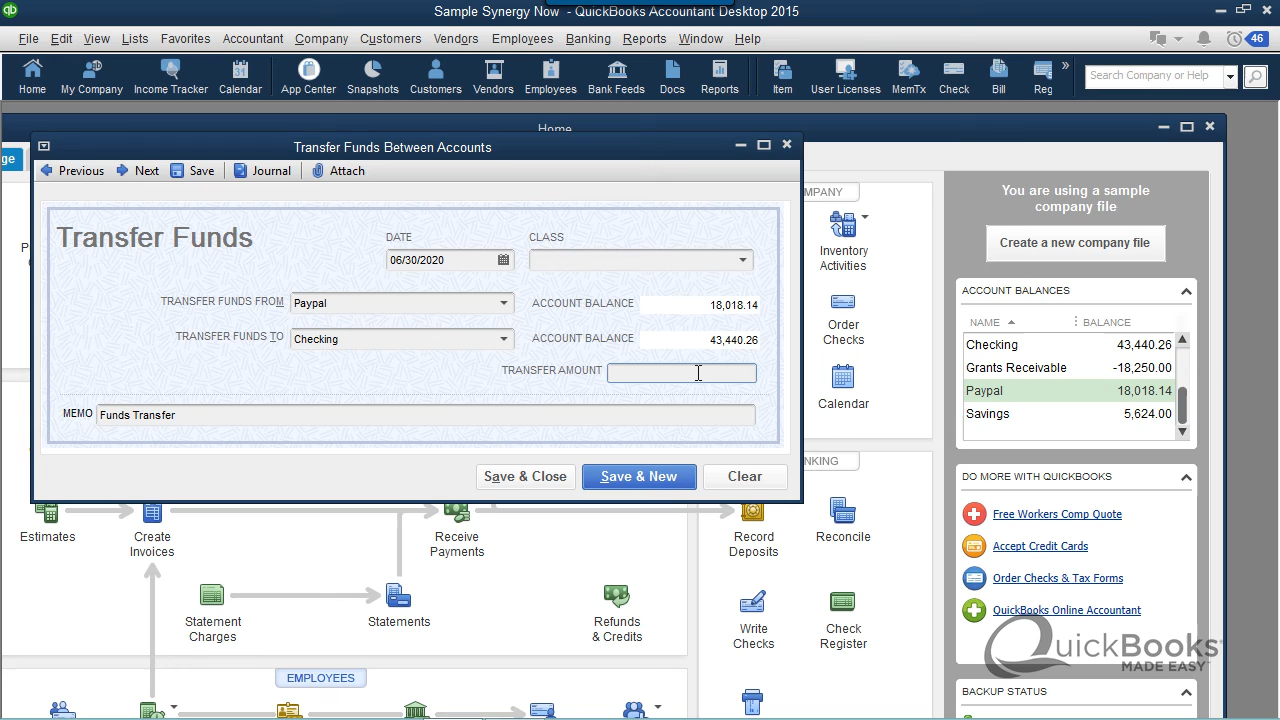 Sample Synergy Now - QuickBooks Accountant Desktop 2015
File Edit View Lists Favorites Accountant Company Customers Vendors Employees Banking Reports Window Help
46
Home My Company Income Tracker Calendar App Center Snapshots Customers Vendors Employees Bank Feeds Docs Reports Item User Licenses MemTx Check Bill Reg
Search Company or Help
Home
Transfer Funds Between Accounts
Previous Next Save Journal Attach
Transfer Funds
DATE CLASS
06/30/2020
TRANSFER FUNDS FROM Paypal ACCOUNT BALANCE 18,018.14
TRANSFER FUNDS TO Checking ACCOUNT BALANCE 43,440.26
TRANSFER AMOUNT
MEMO Funds Transfer
Save & Close Save & New Clear
ge
MPANY
Inventory
Activities
Order
Checks
Calendar
NKING
Estimates
Create
Invoices
Receive
Payments
Record
Deposits
Reconcile
Statement
Charges
Statements
Refunds
& Credits
Write
Checks
Check
Register
EMPLOYEES
You are using a sample
company file
Create a new company file
ACCOUNT BALANCES
NAME BALANCE
Checking 43,440.26
Grants Receivable -18,250.00
Paypal 18,018.14
Savings 5,624.00
DO MORE WITH QUICKBOOKS
Free Workers Comp Quote
Accept Credit Cards
Order Checks & Tax Forms
QuickBooks Online Accountant
QuickBooks
MADE EASY
BACKUP STATUS